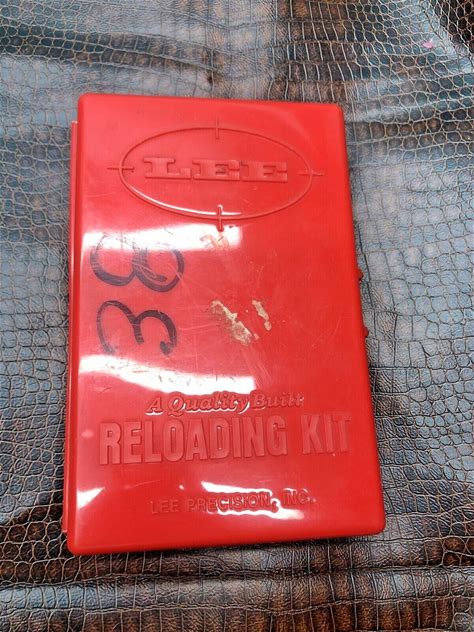 LEE
38
A Quality Built
RELOADING KIT
LEE PRECISION, INC.